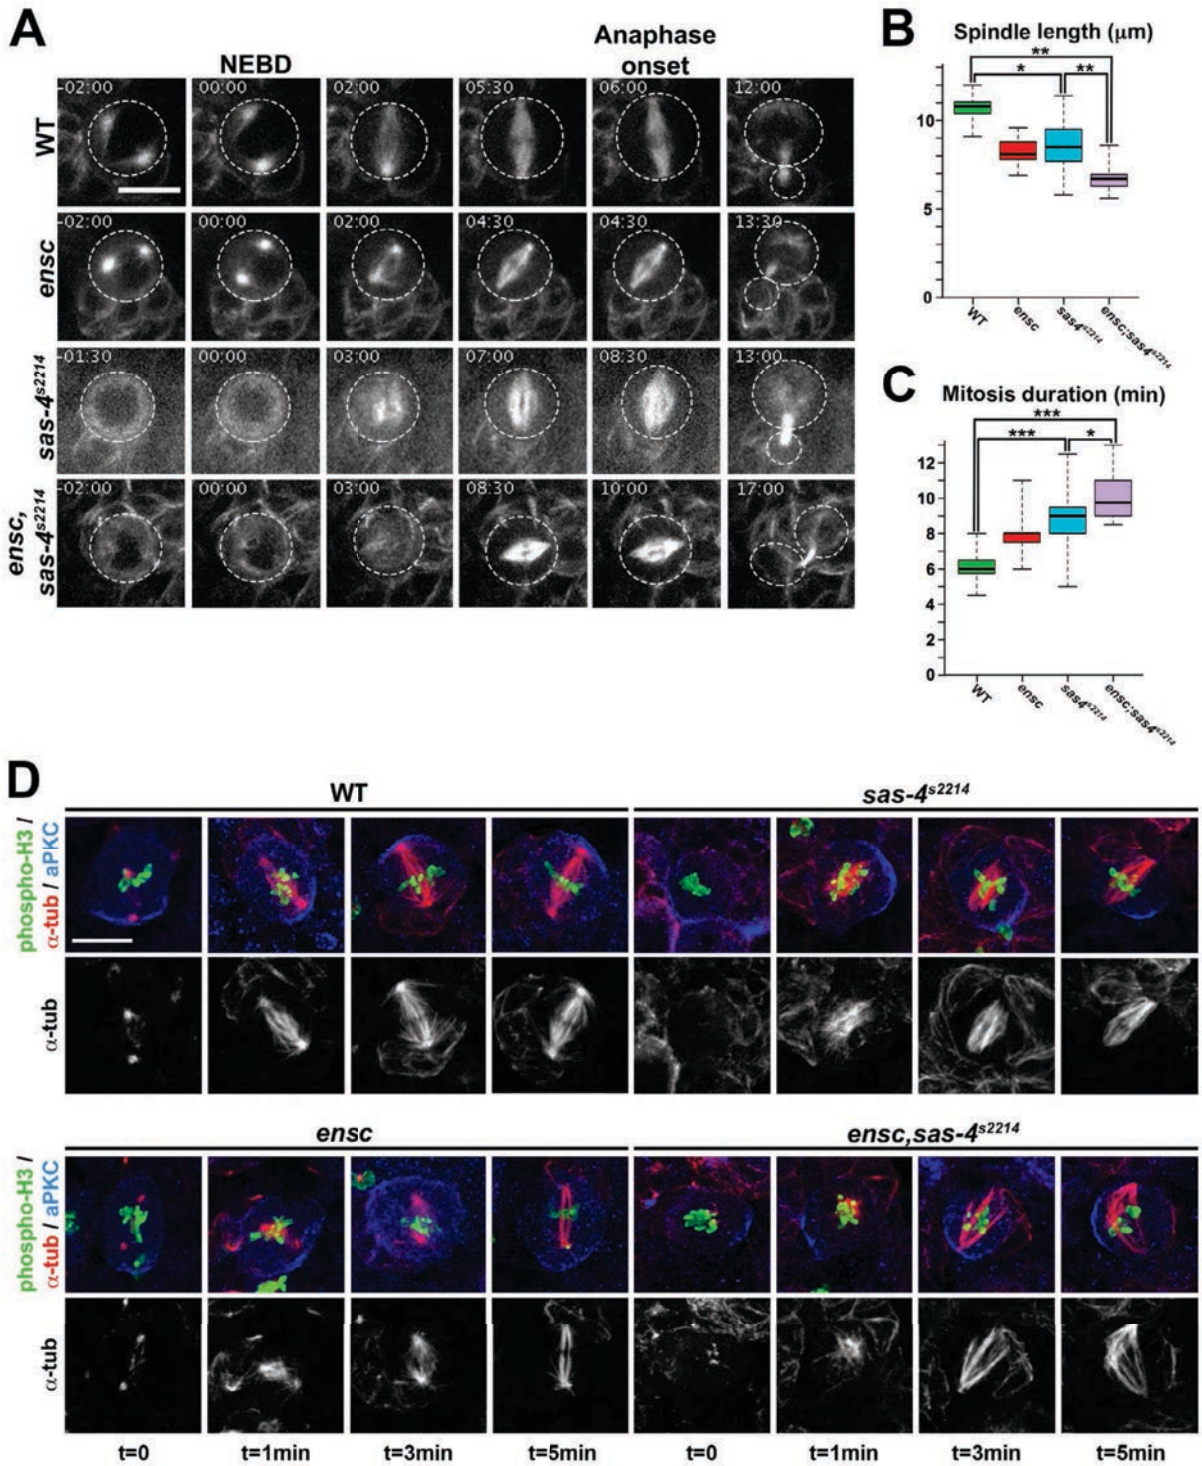 A
NEBD
Anaphase
onset
WT
-02:00
00:00
02:00
05:30
06:00
12:00
ensc
-02:00
00:00
02:00
04:30
04:30
13:30
sas-4s2214
-01:30
00:00
03:00
07:00
08:30
13:00
ensc,
sas-4s2214
-02:00
00:00
03:00
08:30
10:00
17:00
B
Spindle length (μm)
**
*
**
10
5
0
WT
ensc
sas4s2214
ensc;sas4s2214
C
Mitosis duration (min)
***
***
*
12
10
8
6
4
2
0
WT
ensc
sas4s2214
ensc;sas4s2214
D
WT
sas-4s2214
phospho-H3 /
α-tub / aPKC
α-tub
ensc
ensc,sas-4s2214
phospho-H3 /
α-tub / aPKC
α-tub
t=0
t=1min
t=3min
t=5min
t=0
t=1min
t=3min
t=5min